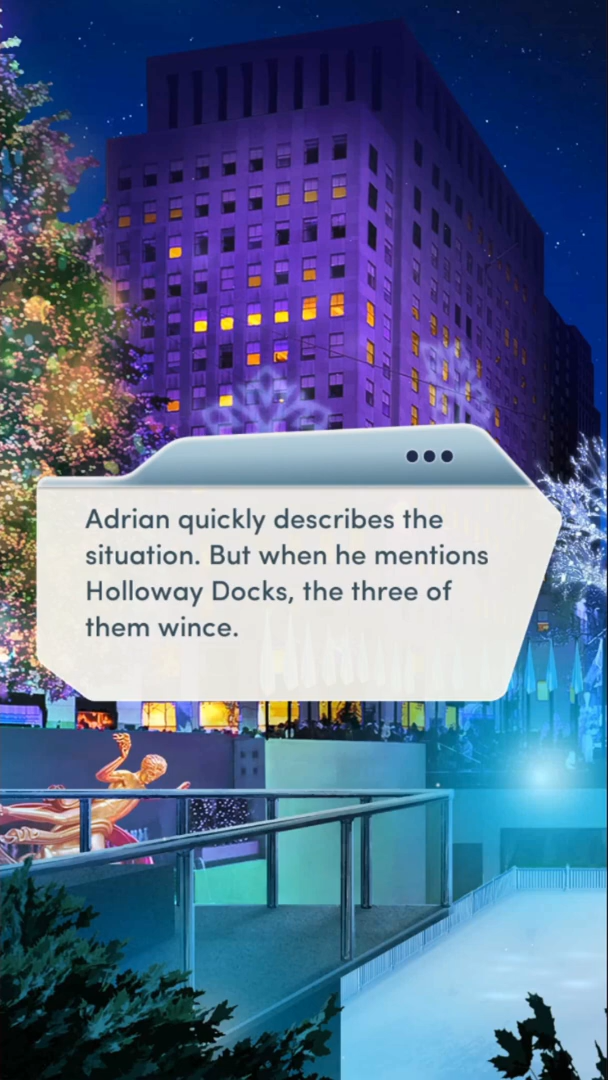 Adrian quickly describes the
situation. But when he mentions
Holloway Docks, the three of
them wince.